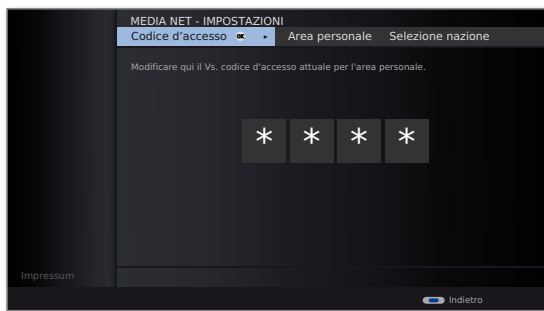 MEDIA NET - IMPOSTAZIONI
Codice d’accesso OK Area personale Selezione nazione
Modificare qui il Vs. codice d'accesso attuale per l'area personale.
* * * *
Impressum
Indietro